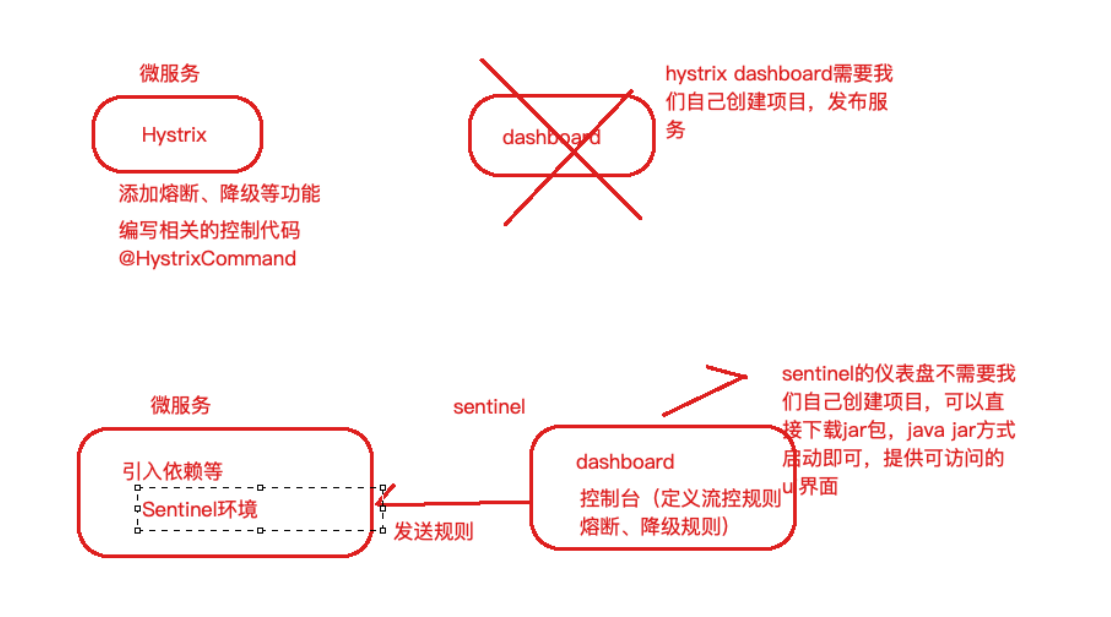 微服务
Hystrix
添加熔断、降级等功能
编写相关的控制代码
@HystrixCommand
dashboard
hystrix dashboard需要我
们自己创建项目，发布服
务
微服务
引入依赖等
Sentinel环境
发送规则
sentinel
dashboard
控制台（定义流控规则
熔断、降级规则）
sentinel的仪表盘不需要我
们自己创建项目，可以直
接下载jar包，java jar方式
启动即可，提供可访问的
u 界面